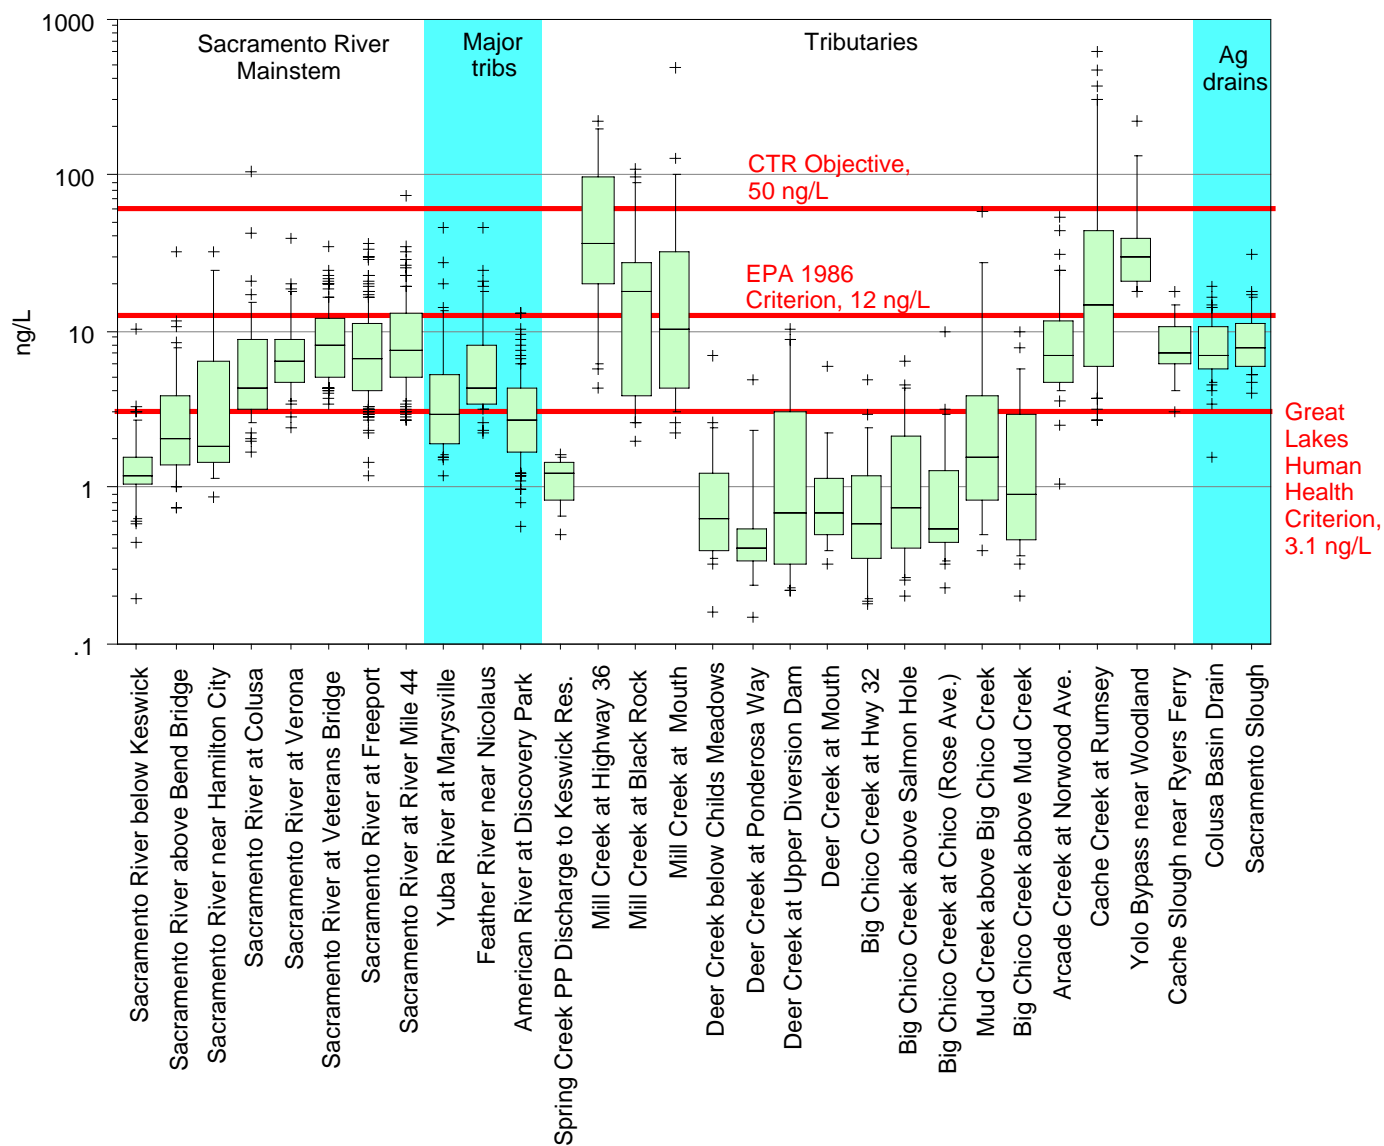 1000
100
10
1
.1
ng/L
Sacramento River
Mainstem
Major
tribs
Tributaries
Ag
drains
CTR Objective,
50 ng/L
EPA 1986
Criterion, 12 ng/L
Great
Lakes
Human
Health
Criterion,
3.1 ng/L
Sacramento River below Keswick
Sacramento River above Bend Bridge
Sacramento River near Hamilton City
Sacramento River at Colusa
Sacramento River at Verona
Sacramento River at Veterans Bridge
Sacramento River at Freeport
Sacramento River at River Mile 44
Yuba River at Marysville
Feather River near Nicolaus
American River at Discovery Park
Spring Creek PP Discharge to Keswick Res.
Mill Creek at Highway 36
Mill Creek at Black Rock
Mill Creek at Mouth
Deer Creek below Childs Meadows
Deer Creek at Ponderosa Way
Deer Creek at Upper Diversion Dam
Deer Creek at Mouth
Big Chico Creek at Hwy 32
Big Chico Creek above Salmon Hole
Big Chico Creek at Chico (Rose Ave.)
Mud Creek above Big Chico Creek
Big Chico Creek above Mud Creek
Arcade Creek at Norwood Ave.
Cache Creek at Rumsey
Yolo Bypass near Woodland
Cache Slough near Ryers Ferry
Colusa Basin Drain
Sacramento Slough